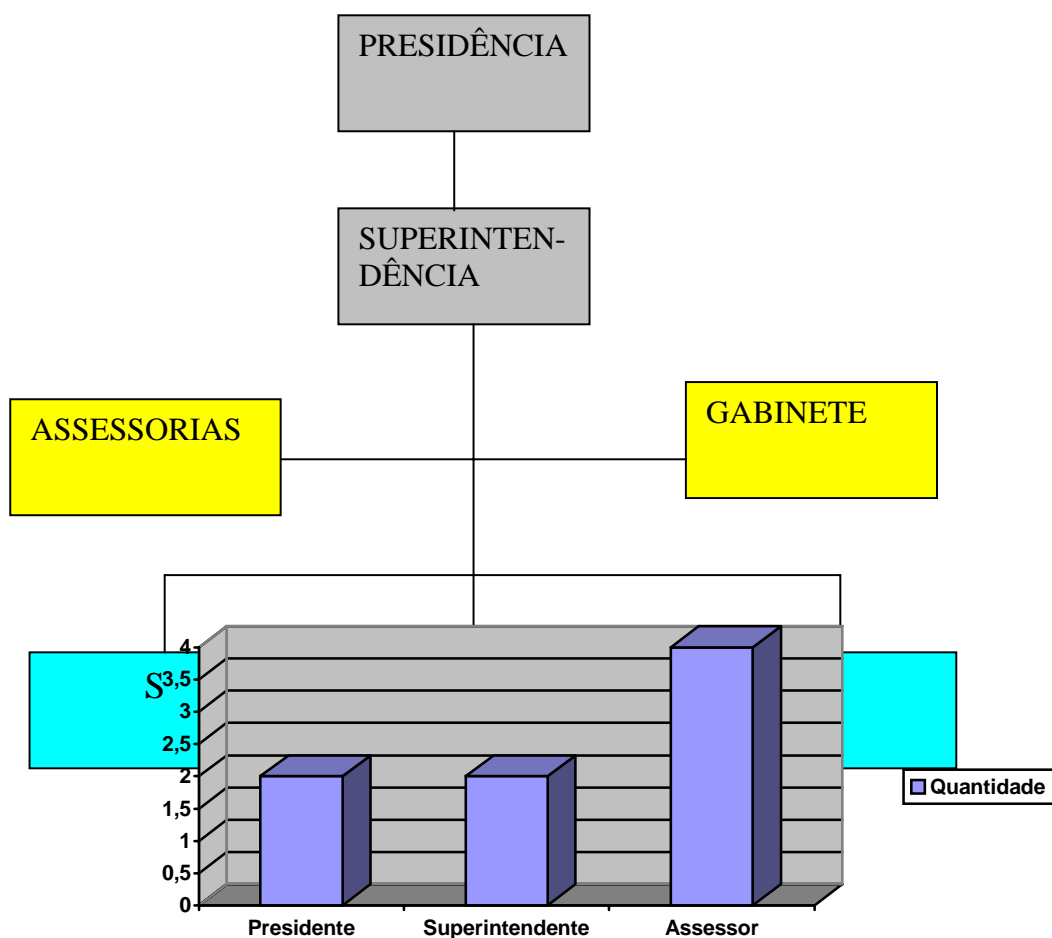 PRESIDÊNCIA
SUPERINTEN-
DÊNCIA
ASSESSORIAS
GABINETE
S
4
3,5
3
2,5
2
1,5
1
0,5
0
Quantidade
Presidente
Superintendente
Assessor